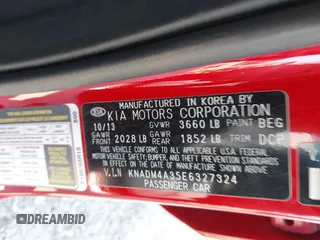 MANUFACTURED IN KOREA BY
KIA KIA MOTORS CORPORATION
10/13 GVWR 3660 LB PAINT BEG
GAWR GAWR
2028 LB 1852 LB TRIM DCP
THIS VEHICLE CONFORMS TO ALL APPLICABLE U.S.A. FEDERAL
MOTOR VEHICLE SAFETY/BUMPER, AND THEFT PREVENTION
STANDARDS IN EFFECT ON THE DATE OF MANUFACTURE SHOWN ABOVE
V.I.N KNADM4A35E6327324
PASSENGER CAR
DREAMBID